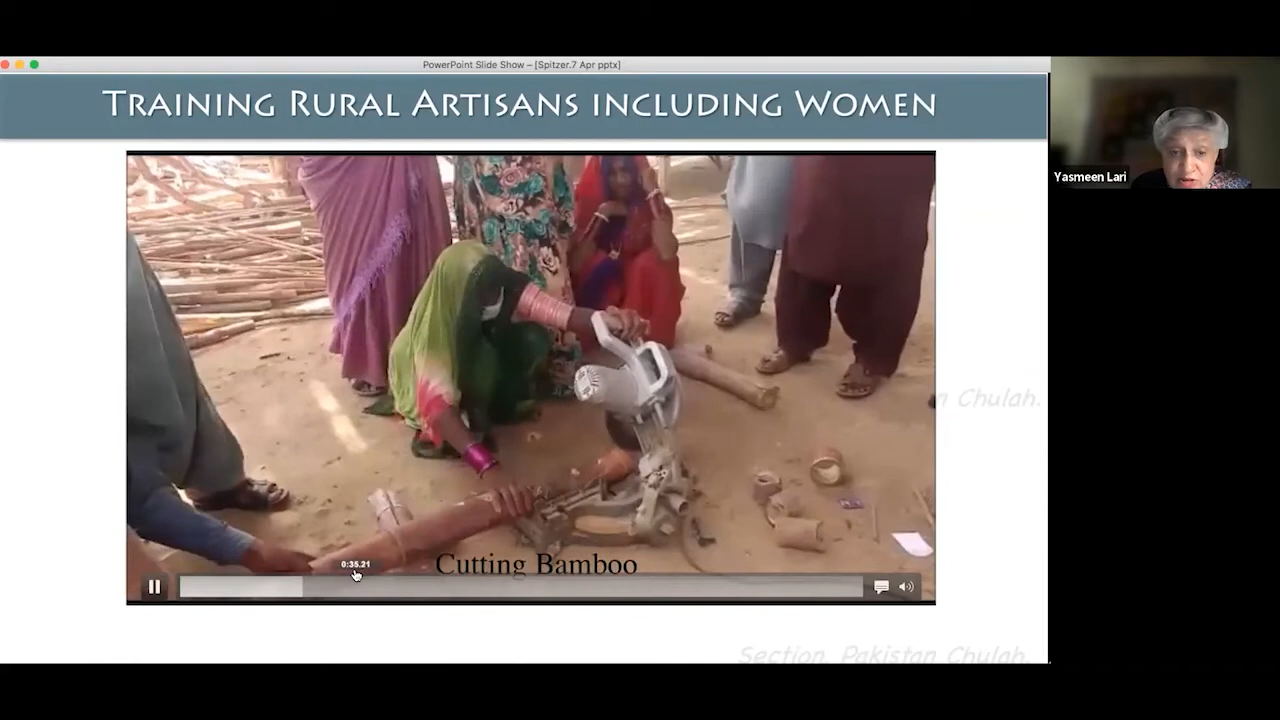 PowerPoint Slide Show – [Spitzer.7 Apr pptx]
TRAINING RURAL ARTISANS INCLUDING WOMEN
Yasmeen Lari
n Chulah.
0:35.21
Cutting Bamboo
Section, Pakistan Chulah.